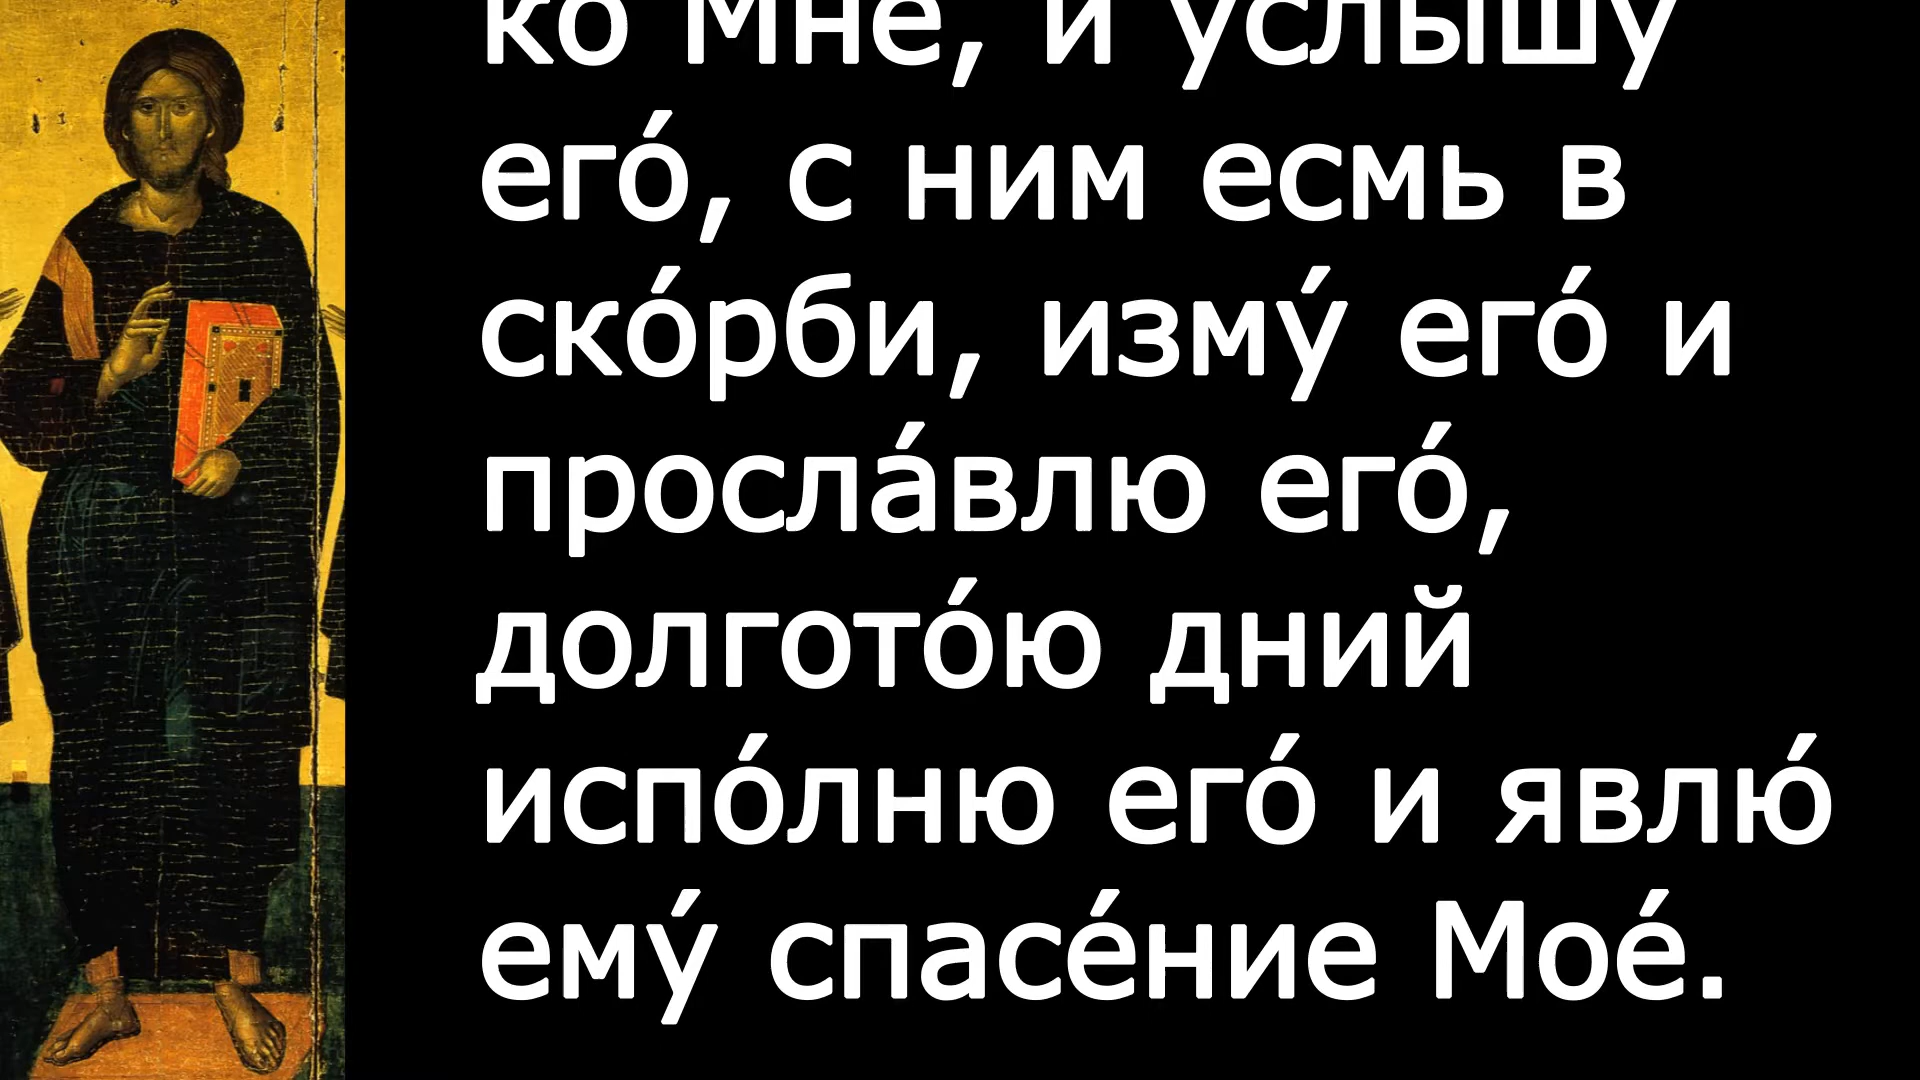 ко Мне, и услышу
его́, с ним есмь в
ско́рби, изму́ его́ и
просла́влю его́,
долгото́ю дний
испо́лню его́ и явлю́
ему́ спасе́ние Мое́.